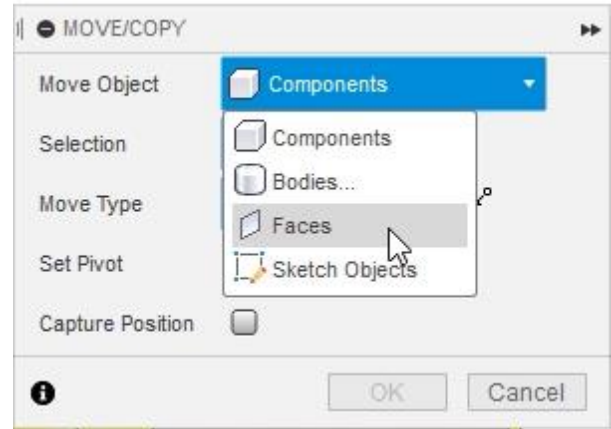 MOVE/COPY
Move Object Components
Components
Selection
Bodies...
Move Type
Faces
Set Pivot
Sketch Objects
Capture Position
OK Cancel